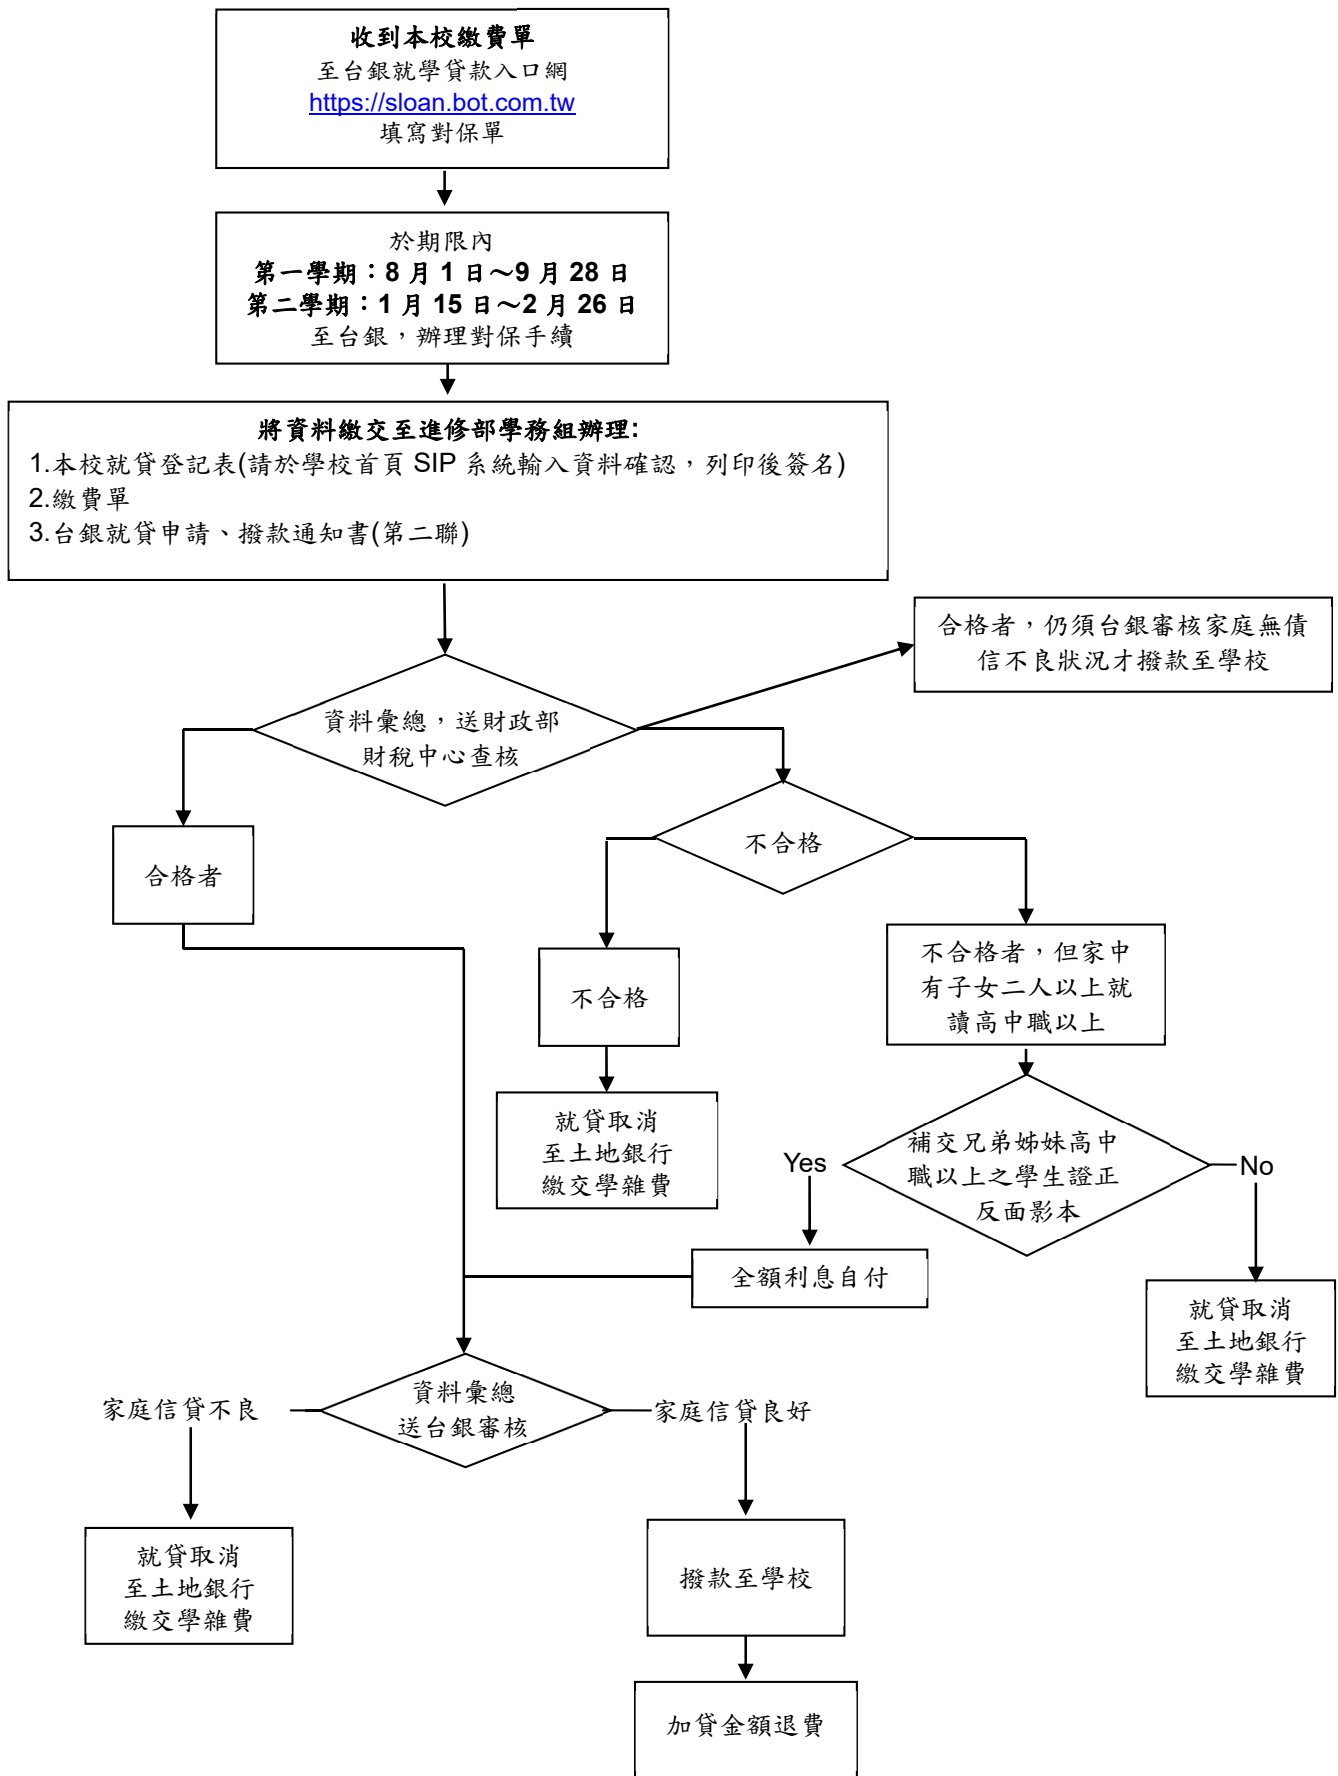 收到本校繳費單
至台銀就學貸款入口網
https://sloan.bot.com.tw
填寫對保單
於期限內
第一學期：8 月 1 日～9 月 28 日
第二學期：1 月 15 日～2 月 26 日
至台銀，辦理對保手續
將資料繳交至進修部學務組辦理:
1.本校就貸登記表(請於學校首頁 SIP 系統輸入資料確認，列印後簽名)
2.繳費單
3.台銀就貸申請、撥款通知書(第二聯)
合格者，仍須台銀審核家庭無債
信不良狀況才撥款至學校
資料彙總，送財政部
財稅中心查核
合格者
不合格
不合格
不合格者，但家中
有子女二人以上就
讀高中職以上
就貸取消
至土地銀行
繳交學雜費
Yes
補交兄弟姊妹高中
職以上之學生證正
反面影本
No
全額利息自付
就貸取消
至土地銀行
繳交學雜費
家庭信貸不良
資料彙總
送台銀審核
家庭信貸良好
就貸取消
至土地銀行
繳交學雜費
撥款至學校
加貸金額退費